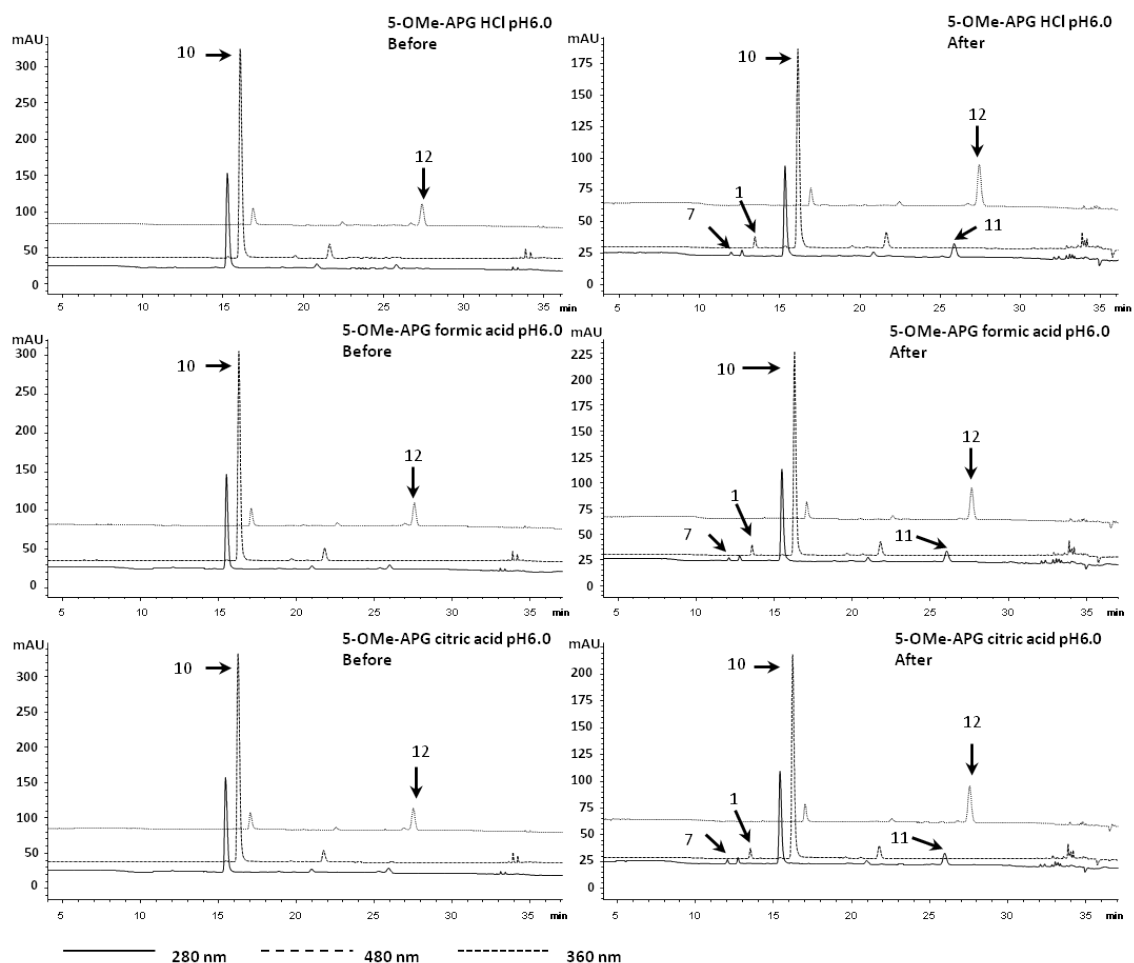 5-OMe-APG HCl pH6.0
Before
mAU
300
250
200
150
100
50
0
10
12
5 10 15 20 25 30 35 min
5-OMe-APG HCl pH6.0
After
mAU
175
150
125
100
75
50
25
0
10
12
1
7
11
5 10 15 20 25 30 35 min
5-OMe-APG formic acid pH6.0
Before
mAU
300
250
200
150
100
50
0
10
12
5 10 15 20 25 30 35 min
5-OMe-APG formic acid pH6.0
After
mAU
225
200
175
150
125
100
75
50
25
0
10
12
1
7
11
5 10 15 20 25 30 35 min
5-OMe-APG citric acid pH6.0
Before
mAU
300
250
200
150
100
50
0
10
12
5 10 15 20 25 30 35 min
5-OMe-APG citric acid pH6.0
After
mAU
200
175
150
125
100
75
50
25
0
10
12
1
7
11
5 10 15 20 25 30 35 min
280 nm 480 nm 360 nm